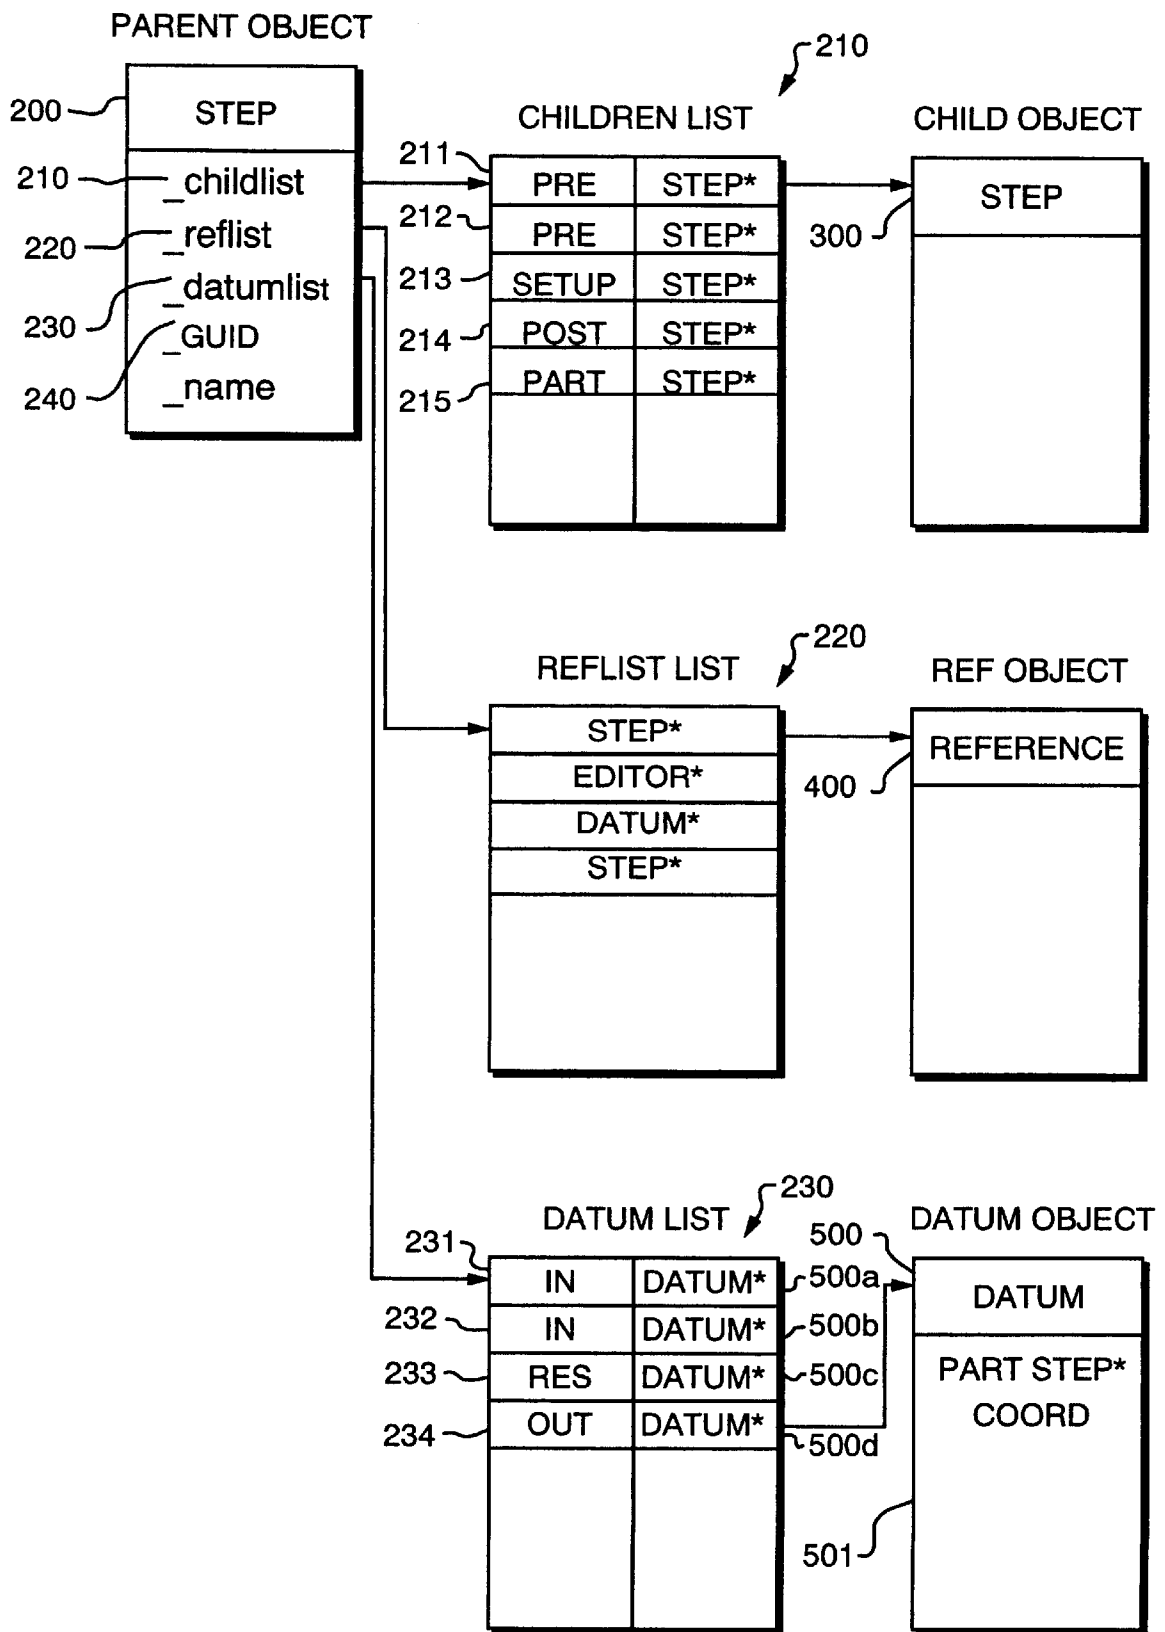 PARENT OBJECT
200
STEP
210
_childlist
220
_reflist
230
_datumlist
_GUID
240
_name
210
CHILDREN LIST
211
PRE STEP*
212
PRE STEP*
213
SETUP STEP*
214
POST STEP*
215
PART STEP*
CHILD OBJECT
STEP
300
220
REFLIST LIST
STEP*
EDITOR*
DATUM*
STEP*
REF OBJECT
REFERENCE
400
230
DATUM LIST
231
IN DATUM* 500a
232
IN DATUM* 500b
233
RES DATUM* 500c
234
OUT DATUM* 500d
DATUM OBJECT
500
DATUM
PART STEP*
COORD
501